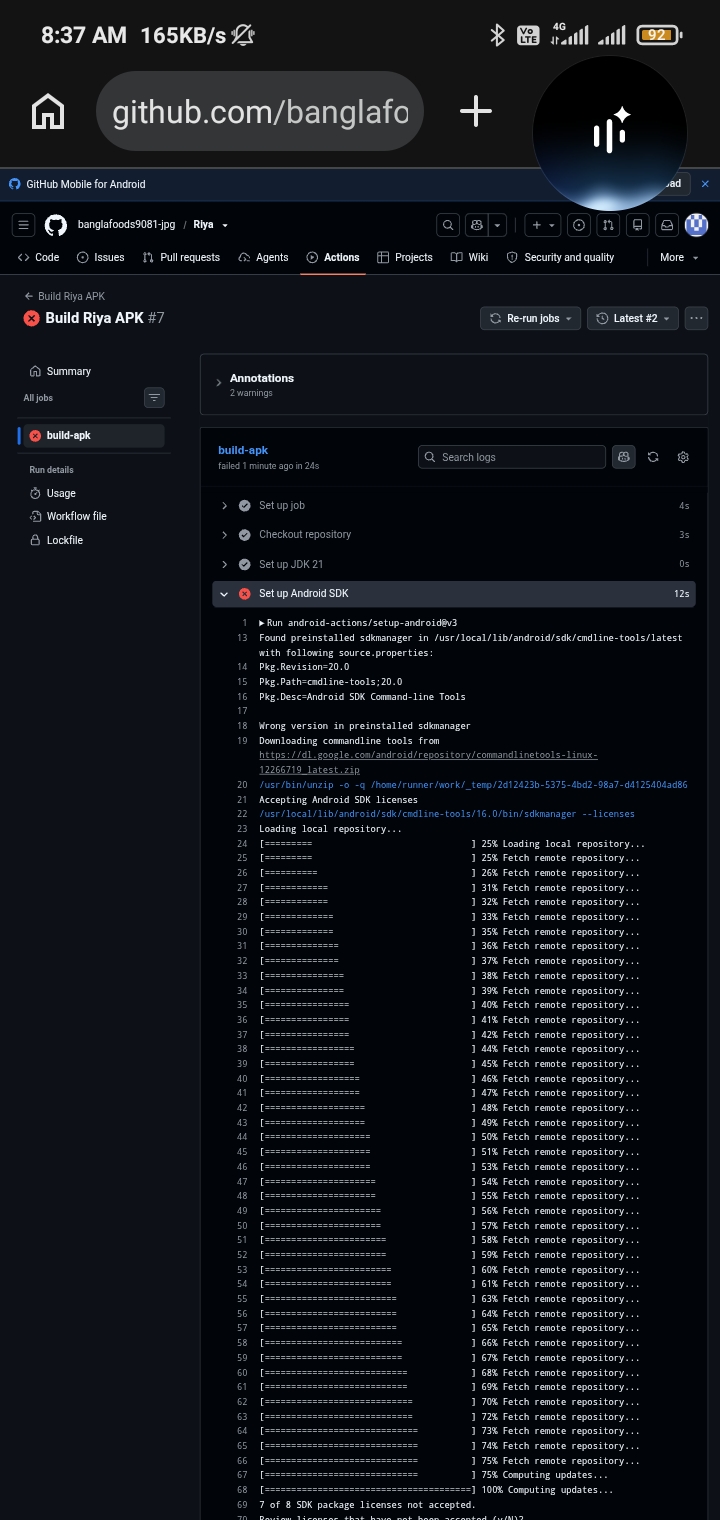 8:37 AM 165KB/s
4G
Vo
LTE
92
github.com/banglafo
GitHub Mobile for Android
banglafoods9081-jpg / Riya
Code Issues Pull requests Agents Actions Projects Wiki Security and quality More
Build Riya APK
Build Riya APK #7
Re-run jobs Latest #2
Summary
All jobs
build-apk
Run details
Usage
Workflow file
Lockfile
Annotations
2 warnings
build-apk
failed 1 minute ago in 24s
Search logs
Set up job 4s
Checkout repository 3s
Set up JDK 21 0s
Set up Android SDK 12s
1 Run android-actions/setup-android@v3
13 Found preinstalled sdkmanager in /usr/local/lib/android/sdk/cmdline-tools/latest
with following source.properties:
14 Pkg.Revision=20.0
15 Pkg.Path=cmdline-tools;20.0
16 Pkg.Desc=Android SDK Command-line Tools
17
18 Wrong version in preinstalled sdkmanager
19 Downloading commandline tools from
https://dl.google.com/android/repository/commandlinetools-linux-
12266719_latest.zip
20 /usr/bin/unzip -o -q /home/runner/work/_temp/2d12423b-5375-4bd2-98a7-d4125404ad86
21 Accepting Android SDK licenses
22 /usr/local/lib/android/sdk/cmdline-tools/16.0/bin/sdkmanager --licenses
23 Loading local repository...
24 [========= ] 25% Loading local repository...
25 [========= ] 25% Fetch remote repository...
26 [========== ] 26% Fetch remote repository...
27 [============ ] 31% Fetch remote repository...
28 [============ ] 32% Fetch remote repository...
29 [============= ] 33% Fetch remote repository...
30 [============= ] 35% Fetch remote repository...
31 [============== ] 36% Fetch remote repository...
32 [============== ] 37% Fetch remote repository...
33 [=============== ] 38% Fetch remote repository...
34 [=============== ] 39% Fetch remote repository...
35 [================ ] 40% Fetch remote repository...
36 [================ ] 41% Fetch remote repository...
37 [================ ] 42% Fetch remote repository...
38 [================= ] 44% Fetch remote repository...
39 [================= ] 45% Fetch remote repository...
40 [================== ] 46% Fetch remote repository...
41 [================== ] 47% Fetch remote repository...
42 [=================== ] 48% Fetch remote repository...
43 [=================== ] 49% Fetch remote repository...
44 [==================== ] 50% Fetch remote repository...
45 [==================== ] 51% Fetch remote repository...
46 [==================== ] 53% Fetch remote repository...
47 [===================== ] 54% Fetch remote repository...
48 [===================== ] 55% Fetch remote repository...
49 [====================== ] 56% Fetch remote repository...
50 [====================== ] 57% Fetch remote repository...
51 [======================= ] 58% Fetch remote repository...
52 [======================= ] 59% Fetch remote repository...
53 [======================== ] 60% Fetch remote repository...
54 [======================== ] 61% Fetch remote repository...
55 [========================= ] 63% Fetch remote repository...
56 [========================= ] 64% Fetch remote repository...
57 [========================= ] 65% Fetch remote repository...
58 [========================== ] 66% Fetch remote repository...
59 [========================== ] 67% Fetch remote repository...
60 [=========================== ] 68% Fetch remote repository...
61 [=========================== ] 69% Fetch remote repository...
62 [============================ ] 70% Fetch remote repository...
63 [============================ ] 72% Fetch remote repository...
64 [============================= ] 73% Fetch remote repository...
65 [============================= ] 74% Fetch remote repository...
66 [============================= ] 75% Fetch remote repository...
67 [============================= ] 75% Computing updates...
68 [=======================================] 100% Computing updates...
69 7 of 8 SDK package licenses not accepted.
70 Review licenses that have not been accepted (y/N)?